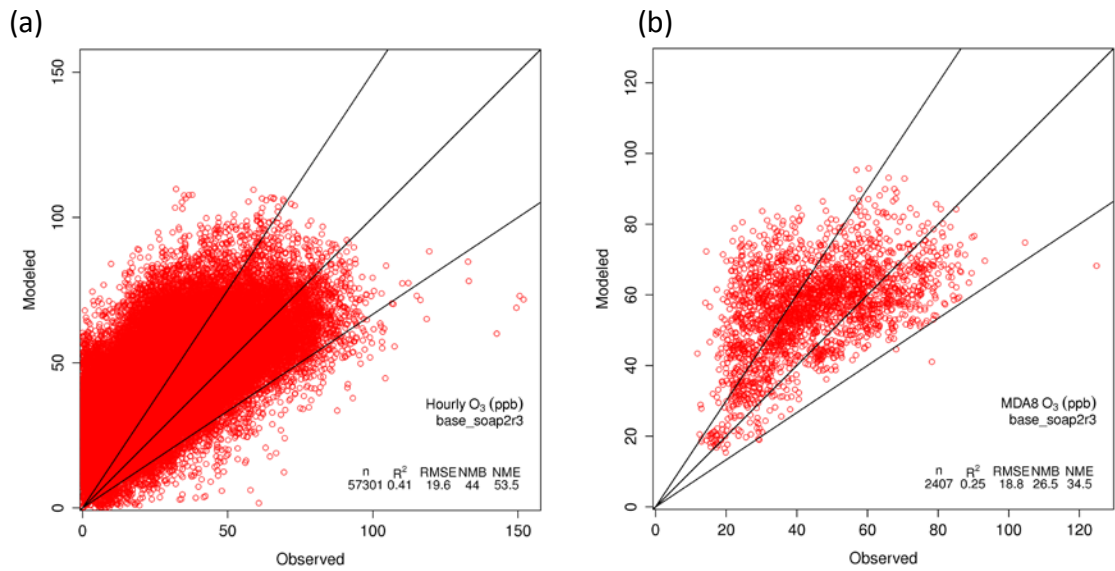 (a)
150
100
50
0
Modeled
Hourly O₃ (ppb)
base_soap2r3
n R² RMSE NMB NME
57301 0.41 19.6 44 53.5
0 50 100 150
Observed
(b)
120
100
80
60
40
20
0
Modeled
MDA8 O₃ (ppb)
base_soap2r3
n R² RMSE NMB NME
2407 0.25 18.8 26.5 34.5
0 20 40 60 80 100 120
Observed